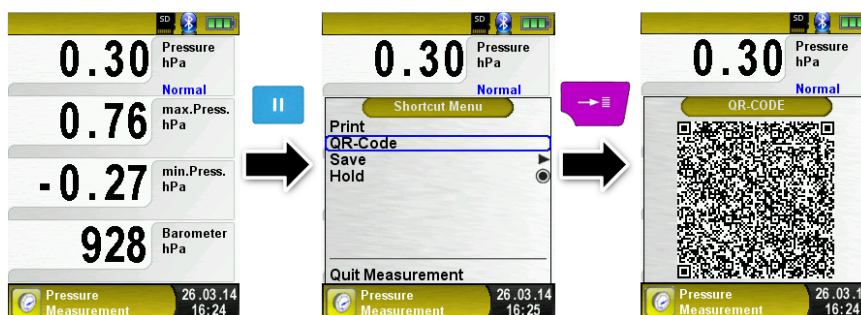 SD
0.30 Pressure
hPa
Normal
0.76 max.Press.
hPa
-0.27 min.Press.
hPa
928 Barometer
hPa
Pressure
Measurement
26.03.14
16:24
SD
0.30 Pressure
hPa
Normal
Shortcut Menu
Print
QR-Code
Save
Hold
Quit Measurement
Pressure
Measurement
26.03.14
16:25
SD
0.30 Pressure
hPa
Normal
QR-CODE
Pressure
Measurement
26.03.1
16:24